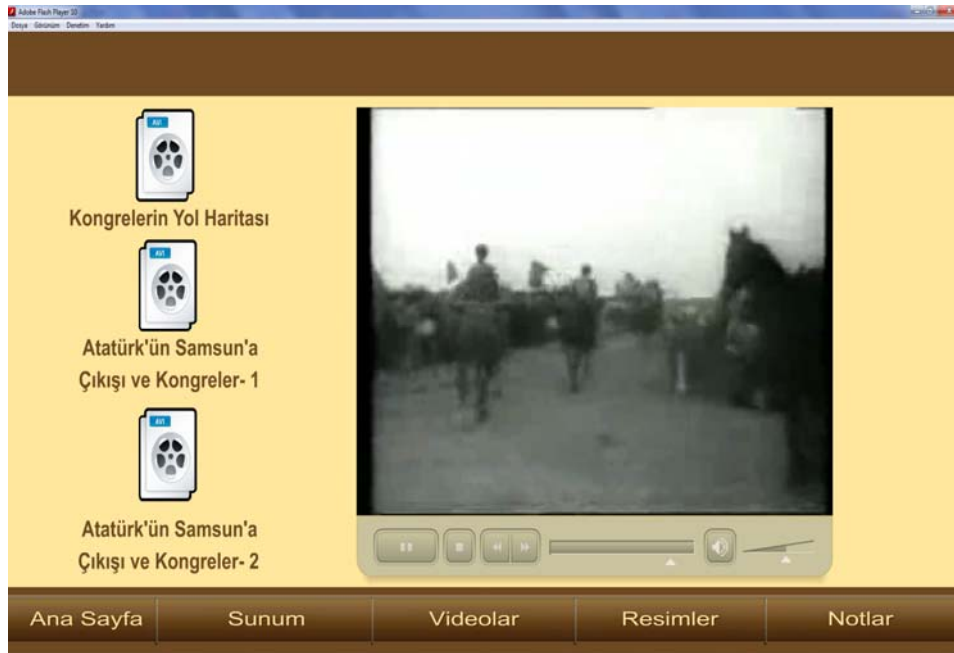 Adobe Flash Player 10
Dosya Görünüm Denetim Yardım
AVI
Kongrelerin Yol Haritası
AVI
Atatürk'ün Samsun'a
Çıkışı ve Kongreler- 1
AVI
Atatürk'ün Samsun'a
Çıkışı ve Kongreler- 2
Ana Sayfa Sunum Videolar Resimler Notlar